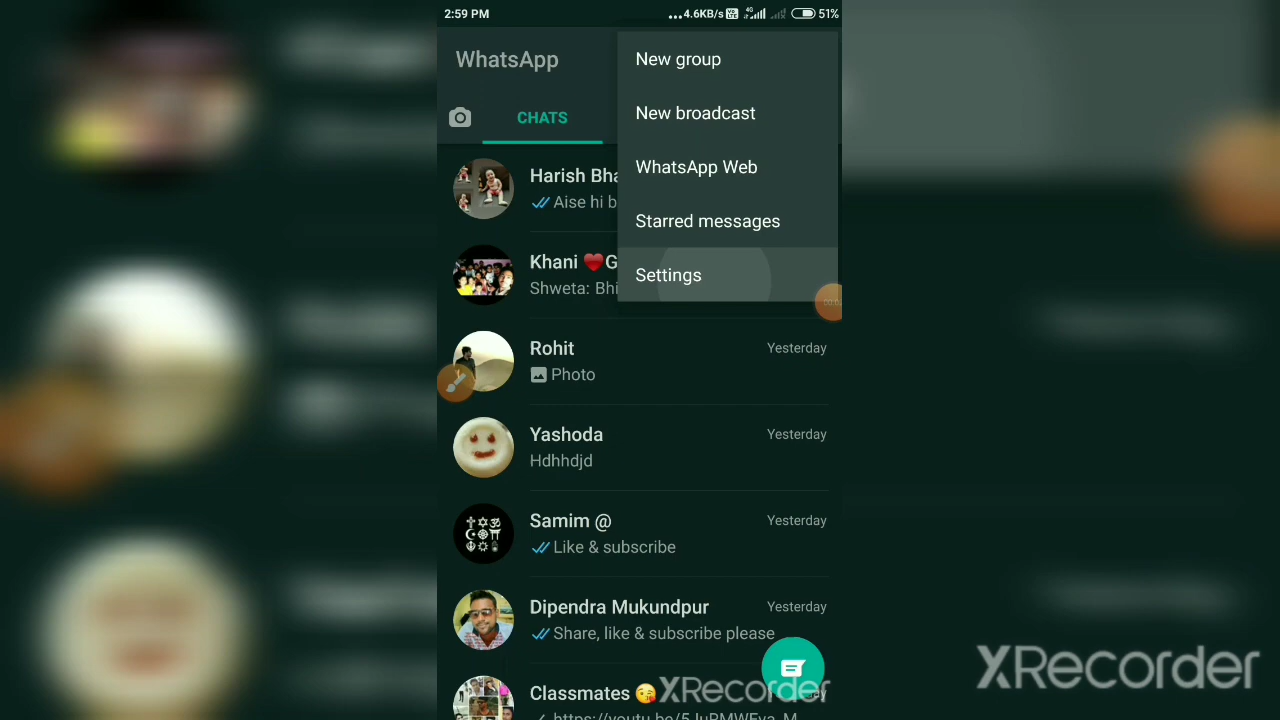 2:59 PM
...4.6KB/s
4G
51%
WhatsApp
New group
New broadcast
WhatsApp Web
Starred messages
Settings
CHATS
Harish Bha
Aise hi b
Khani ❤️G
Shweta: Bhi
Rohit
Yesterday
Photo
Yashoda
Yesterday
Hdhhdjd
Samim @
Yesterday
Like & subscribe
Dipendra Mukundpur
Yesterday
Share, like & subscribe please
Classmates 😘
XRecorder
XRecorder